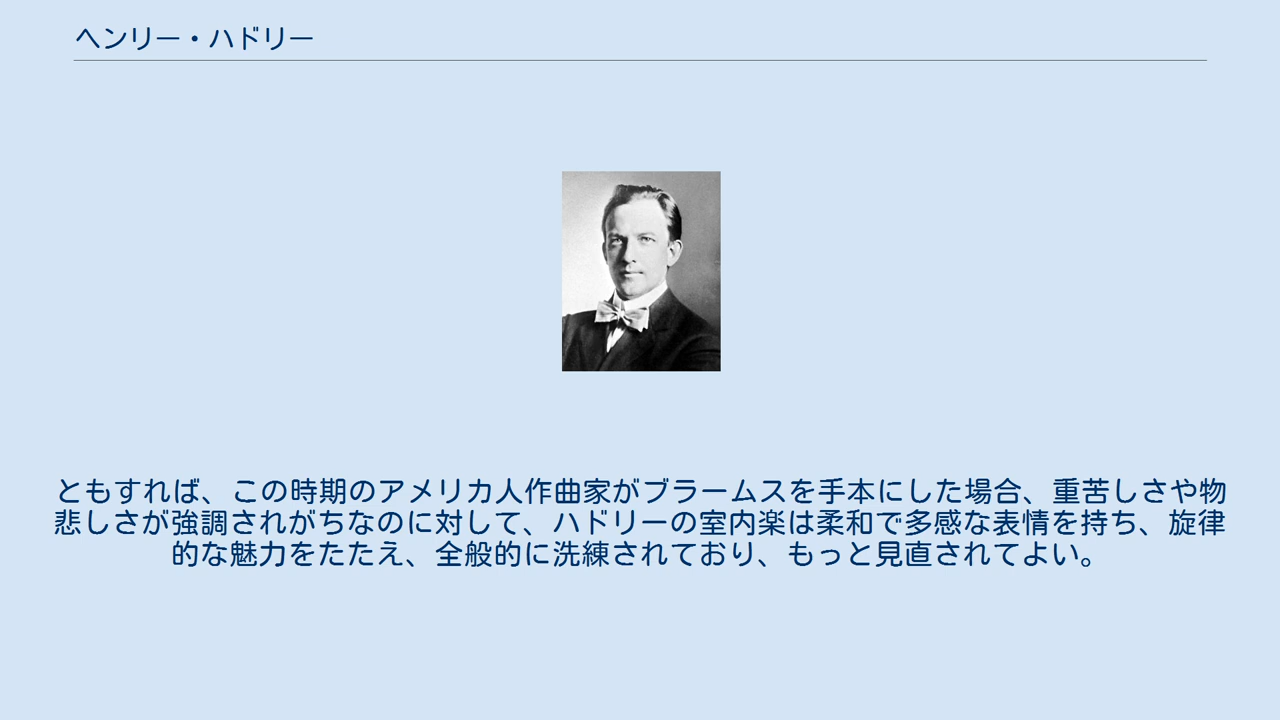 ヘンリー・ハドリー
ともすれば、この時期のアメリカ人作曲家がブラームスを手本にした場合、重苦しさや物
悲しさが強調されがちなのに対して、ハドリーの室内楽は柔和で多感な表情を持ち、旋律
的な魅力をたたえ、全般的に洗練されており、もっと見直されてよい。